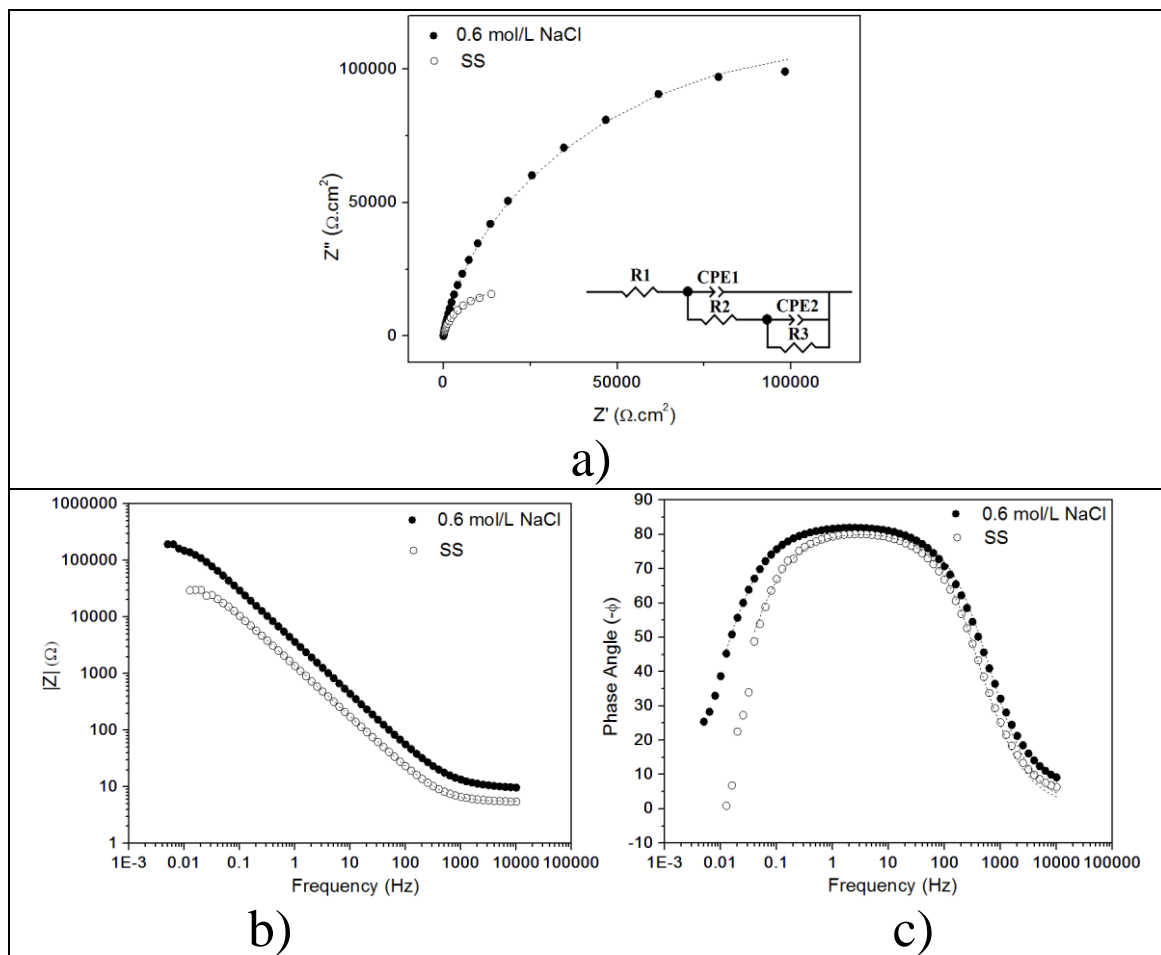 0.6 mol/L NaCl
SS
100000
50000
0
Z" (Ω.cm²)
R1
CPE1
R2
CPE2
R3
0
50000
100000
Z' (Ω.cm²)
a)
1000000
100000
10000
1000
100
10
1
|Z| (Ω)
0.6 mol/L NaCl
SS
1E-3 0.01 0.1 1 10 100 1000 10000 100000 1000000
Frequency (Hz)
b)
90
80
70
60
50
40
30
20
10
0
-10
Phase Angle (-ϕ)
0.6 mol/L NaCl
SS
1E-3 0.01 0.1 1 10 100 1000 10000 100000 1000000
Frequency (Hz)
c)